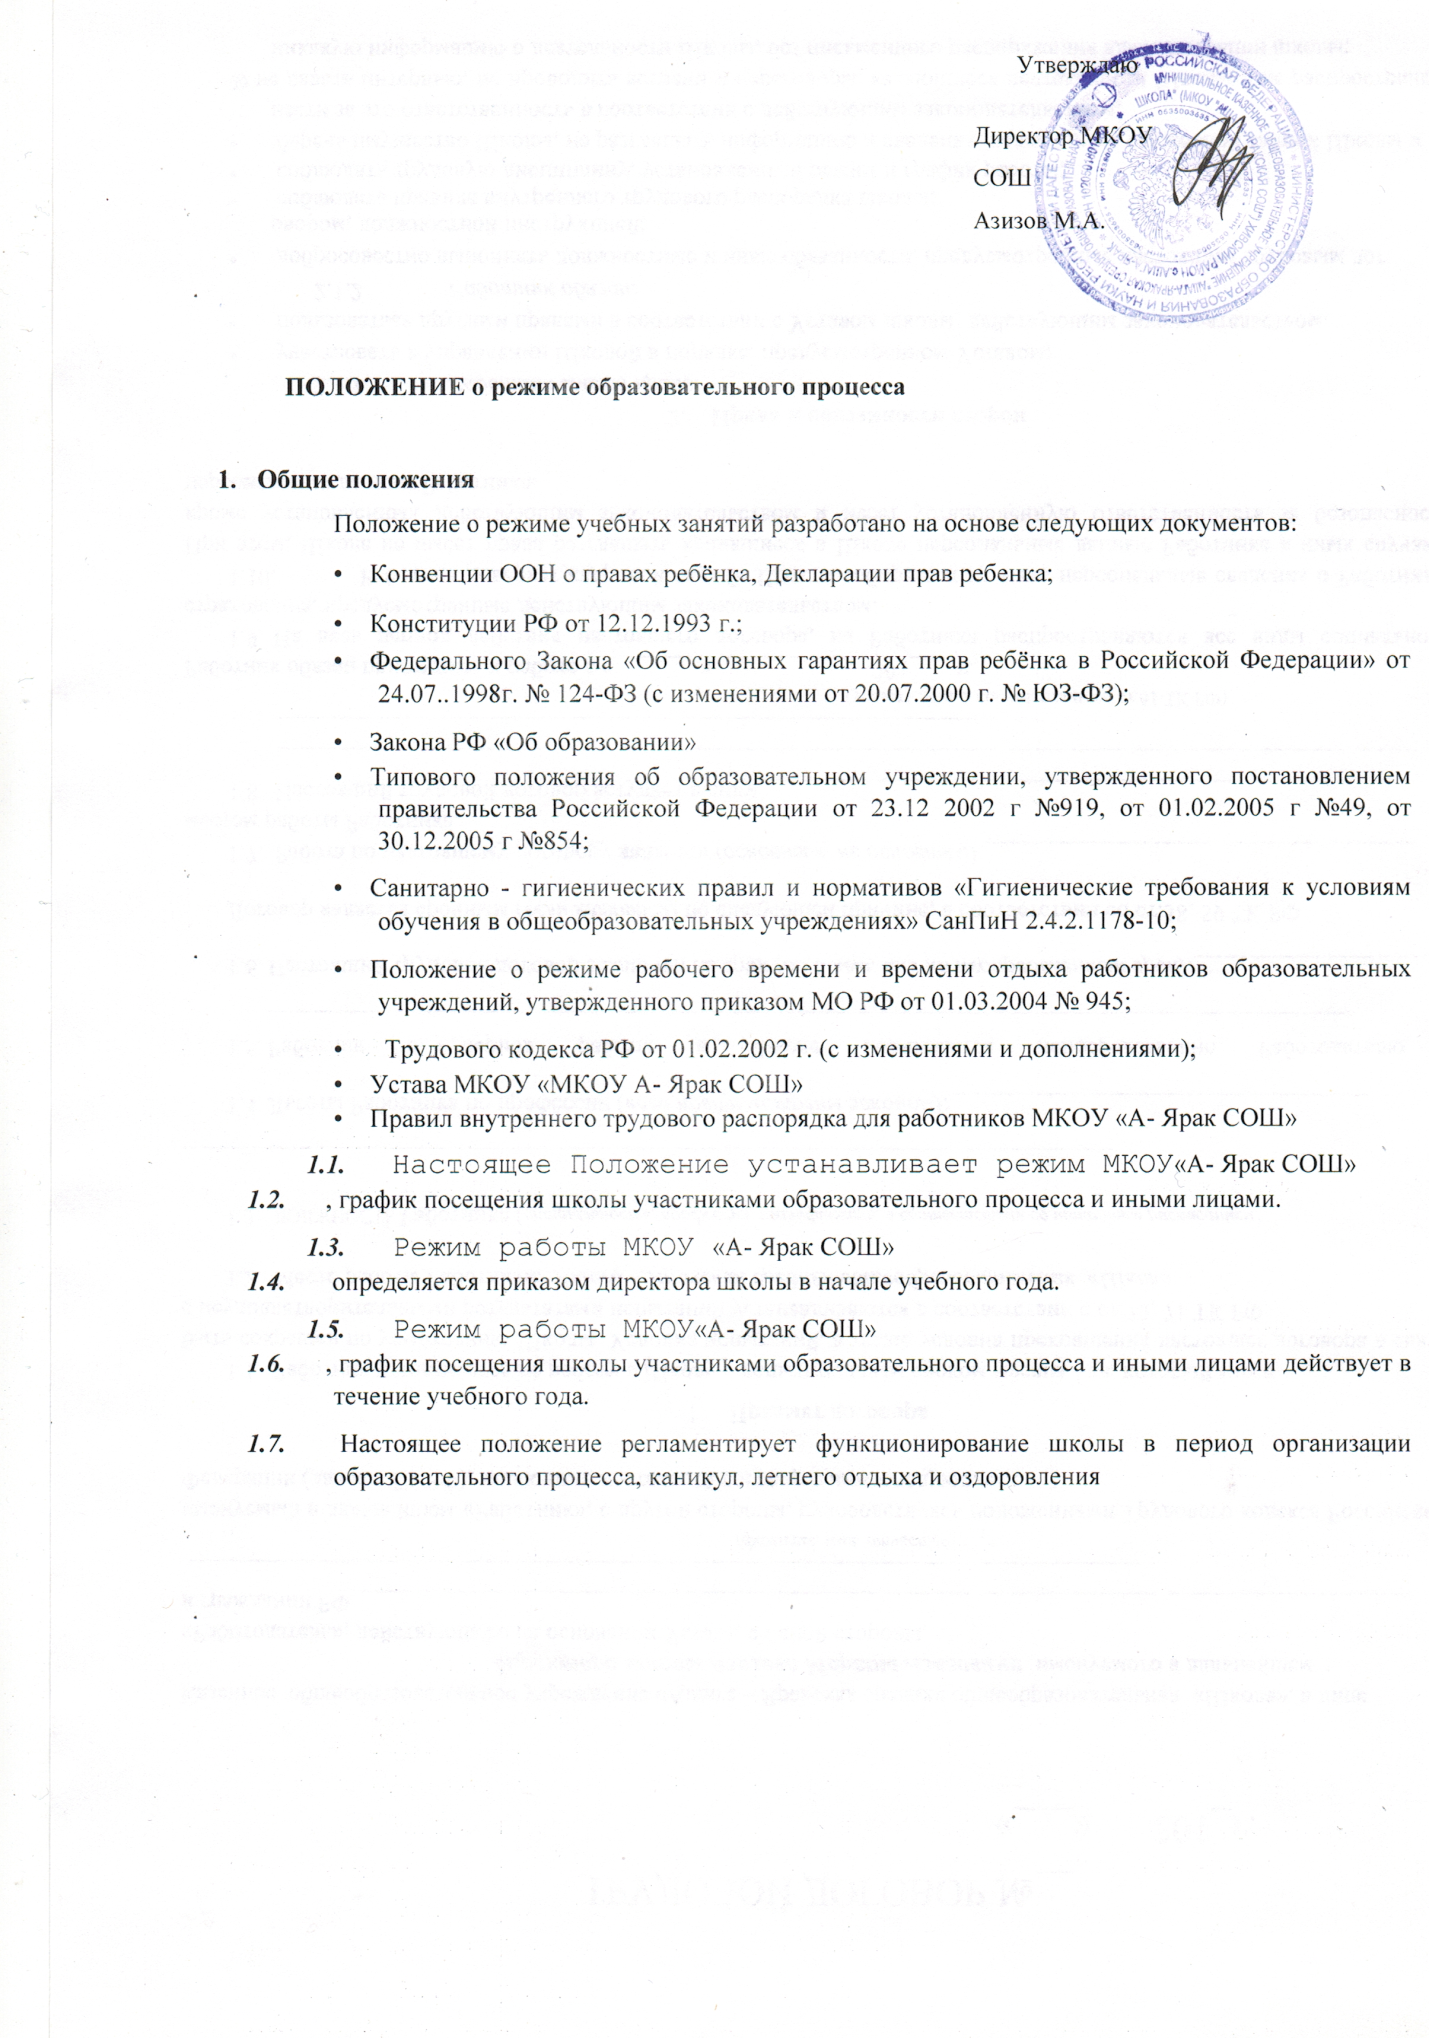 Утверждаю
Директор МКОУ
СОШ
Азизов М.А.
ПОЛОЖЕНИЕ о режиме образовательного процесса
1. Общие положения
Положение о режиме учебных занятий разработано на основе следующих документов:
• Конвенции ООН о правах ребёнка, Декларации прав ребенка;
• Конституции РФ от 12.12.1993 г.;
• Федерального Закона «Об основных гарантиях прав ребёнка в Российской Федерации» от
24.07..1998г. № 124-ФЗ (с изменениями от 20.07.2000 г. № ЮЗ-ФЗ);
• Закона РФ «Об образовании»
• Типового положения об образовательном учреждении, утвержденного постановлением
правительства Российской Федерации от 23.12 2002 г №919, от 01.02.2005 г №49, от
30.12.2005 г №854;
• Санитарно - гигиенических правил и нормативов «Гигиенические требования к условиям
обучения в общеобразовательных учреждениях» СанПиН 2.4.2.1178-10;
• Положение о режиме рабочего времени и времени отдыха работников образовательных
учреждений, утвержденного приказом МО РФ от 01.03.2004 № 945;
• Трудового кодекса РФ от 01.02.2002 г. (с изменениями и дополнениями);
• Устава МКОУ «МКОУ А- Ярак СОШ»
• Правил внутреннего трудового распорядка для работников МКОУ «А- Ярак СОШ»
1.1. Настоящее Положение устанавливает режим МКОУ«А- Ярак СОШ»
1.2. , график посещения школы участниками образовательного процесса и иными лицами.
1.3. Режим работы МКОУ «А- Ярак СОШ»
1.4. определяется приказом директора школы в начале учебного года.
1.5. Режим работы МКОУ«А- Ярак СОШ»
1.6. , график посещения школы участниками образовательного процесса и иными лицами действует в
течение учебного года.
1.7. Настоящее положение регламентирует функционирование школы в период организации
образовательного процесса, каникул, летнего отдыха и оздоровления